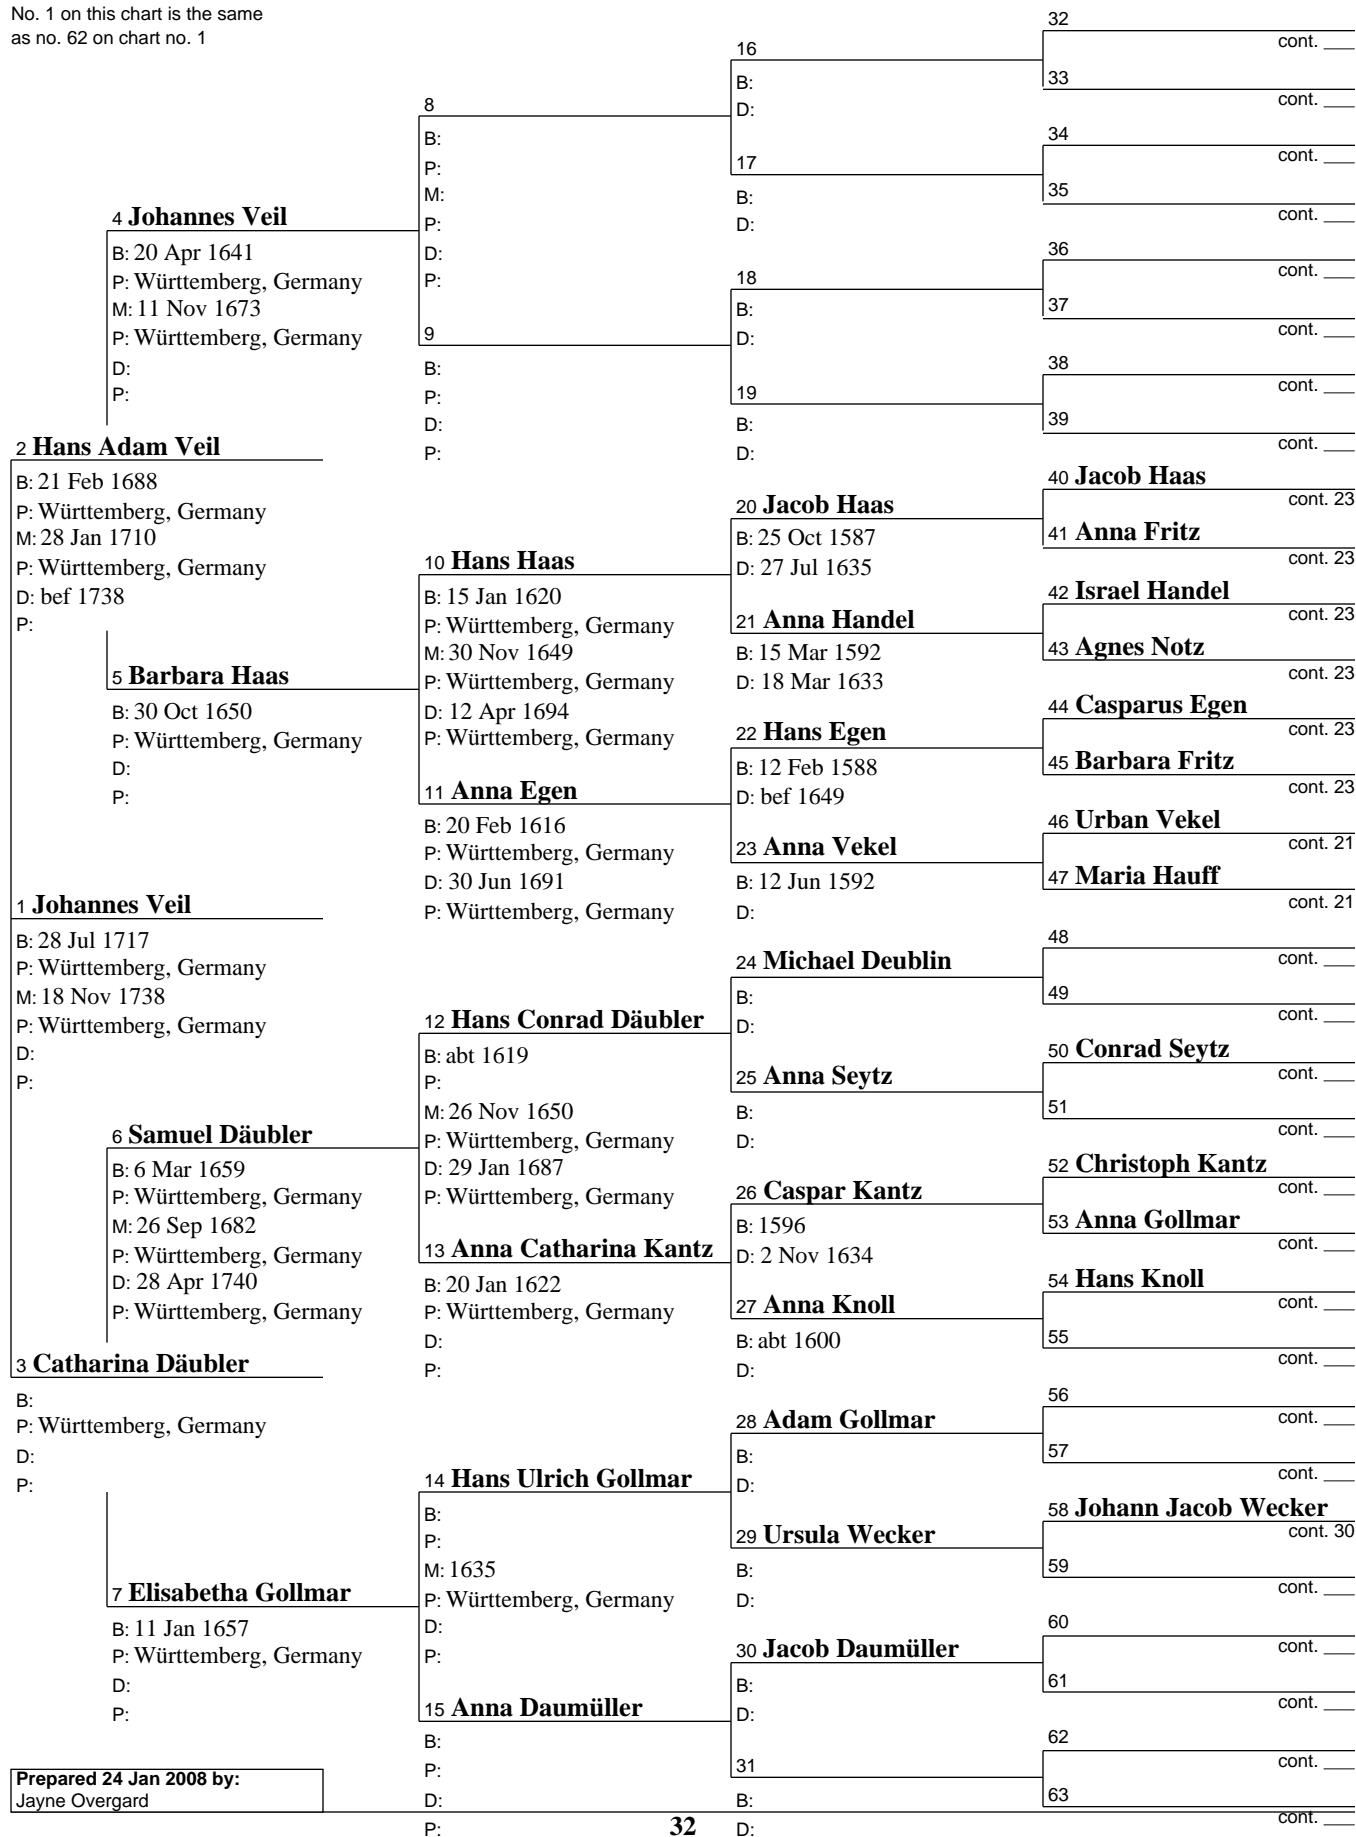 No. 1 on this chart is the same
as no. 62 on chart no. 1
1 Johannes Veil
B: 28 Jul 1717
P: Württemberg, Germany
M: 18 Nov 1738
P: Württemberg, Germany
D:
P:
2 Hans Adam Veil
B: 21 Feb 1688
P: Württemberg, Germany
M: 28 Jan 1710
P: Württemberg, Germany
D: bef 1738
P:
3 Catharina Däubler
B:
P: Württemberg, Germany
D:
P:
4 Johannes Veil
B: 20 Apr 1641
P: Württemberg, Germany
M: 11 Nov 1673
P: Württemberg, Germany
D:
P:
5 Barbara Haas
B: 30 Oct 1650
P: Württemberg, Germany
D:
P:
6 Samuel Däubler
B: 6 Mar 1659
P: Württemberg, Germany
M: 26 Sep 1682
P: Württemberg, Germany
D: 28 Apr 1740
P: Württemberg, Germany
7 Elisabetha Gollmar
B: 11 Jan 1657
P: Württemberg, Germany
D:
P:
8
B:
P:
M:
P:
D:
P:
9
B:
P:
D:
P:
10 Hans Haas
B: 15 Jan 1620
P: Württemberg, Germany
M: 30 Nov 1649
P: Württemberg, Germany
D: 12 Apr 1694
P: Württemberg, Germany
11 Anna Egen
B: 20 Feb 1616
P: Württemberg, Germany
D: 30 Jun 1691
P: Württemberg, Germany
12 Hans Conrad Däubler
B: abt 1619
P:
M: 26 Nov 1650
P: Württemberg, Germany
D: 29 Jan 1687
P: Württemberg, Germany
13 Anna Catharina Kantz
B: 20 Jan 1622
P: Württemberg, Germany
D:
P:
14 Hans Ulrich Gollmar
B:
P:
M: 1635
P: Württemberg, Germany
D:
P:
15 Anna Daumüller
B:
P:
D:
P:
16
B:
D:
17
B:
D:
18
B:
D:
19
B:
D:
20 Jacob Haas
B: 25 Oct 1587
D: 27 Jul 1635
21 Anna Handel
B: 15 Mar 1592
D: 18 Mar 1633
22 Hans Egen
B: 12 Feb 1588
D: bef 1649
23 Anna Vekel
B: 12 Jun 1592
D:
24 Michael Deublin
B:
D:
25 Anna Seytz
B:
D:
26 Caspar Kantz
B: 1596
D: 2 Nov 1634
27 Anna Knoll
B: abt 1600
D:
28 Adam Gollmar
B:
D:
29 Ursula Wecker
B:
D:
30 Jacob Daumüller
B:
D:
31
B:
D:
32
cont. ___
33
cont. ___
34
cont. ___
35
cont. ___
36
cont. ___
37
cont. ___
38
cont. ___
39
cont. ___
40 Jacob Haas
cont. 23
41 Anna Fritz
cont. 23
42 Israel Handel
cont. 23
43 Agnes Notz
cont. 23
44 Casparus Egen
cont. 23
45 Barbara Fritz
cont. 23
46 Urban Vekel
cont. 21
47 Maria Hauff
cont. 21
48
cont. ___
49
cont. ___
50 Conrad Seytz
cont. ___
51
cont. ___
52 Christoph Kantz
cont. ___
53 Anna Gollmar
cont. ___
54 Hans Knoll
cont. ___
55
cont. ___
56
cont. ___
57
cont. ___
58 Johann Jacob Wecker
cont. 30
59
cont. ___
60
cont. ___
61
cont. ___
62
cont. ___
63
cont. ___
Prepared 24 Jan 2008 by:
Jayne Overgard
32